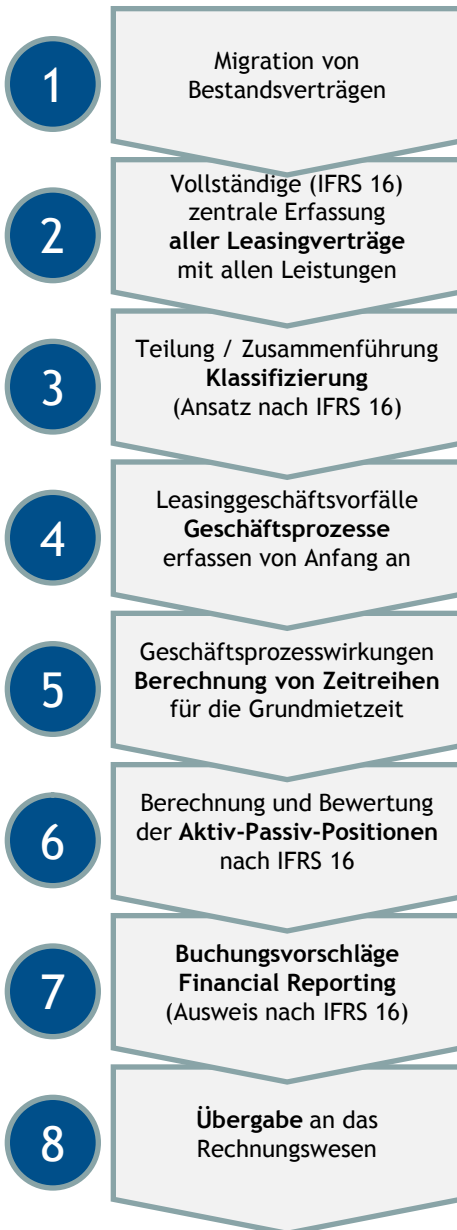 1
Migration von
Bestandsverträgen
2
Vollständige (IFRS 16)
zentrale Erfassung
aller Leasingverträge
mit allen Leistungen
3
Teilung / Zusammenführung
Klassifizierung
(Ansatz nach IFRS 16)
4
Leasinggeschäftsvorfälle
Geschäftsprozesse
erfassen von Anfang an
5
Geschäftsprozesswirkungen
Berechnung von Zeitreihen
für die Grundmietzeit
6
Berechnung und Bewertung
der Aktiv-Passiv-Positionen
nach IFRS 16
7
Buchungsvorschläge
Financial Reporting
(Ausweis nach IFRS 16)
8
Übergabe an das
Rechnungswesen